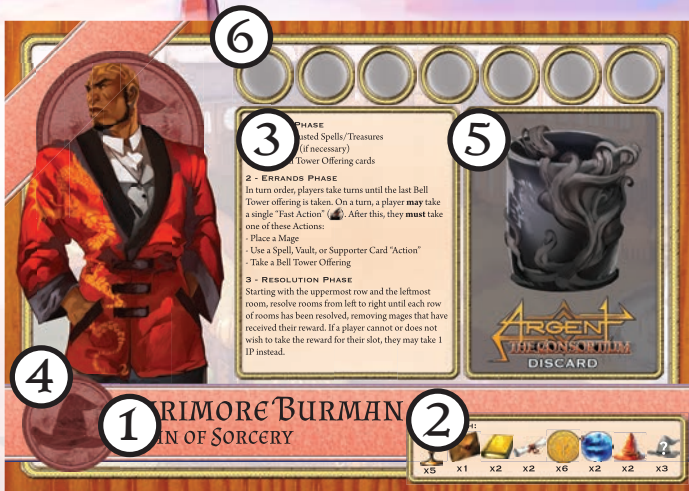 6
3
5
PHASE
usted Spells/Treasures
(if necessary)
Tower Offering cards
2 - ERRANDS PHASE
In turn order, players take turns until the last Bell
Tower offering is taken. On a turn, a player may take
a single "Fast Action" ( ). After this, they must take
one of these Actions:
- Place a Mage
- Use a Spell, Vault, or Supporter Card "Action"
- Take a Bell Tower Offering
3 - RESOLUTION PHASE
Starting with the uppermost row and the leftmost
room, resolve rooms from left to right until each row
of rooms has been resolved, removing mages that have
received their reward. If a player cannot or does not
wish to take the reward for their slot, they may take 1
IP instead.
ARGENT
THE CONSORTIUM
DISCARD
4
1
RIMORE BURMAN
IN OF SORCERY
2
?
x5 x1 x2 x2 x6 x2 x2 x3